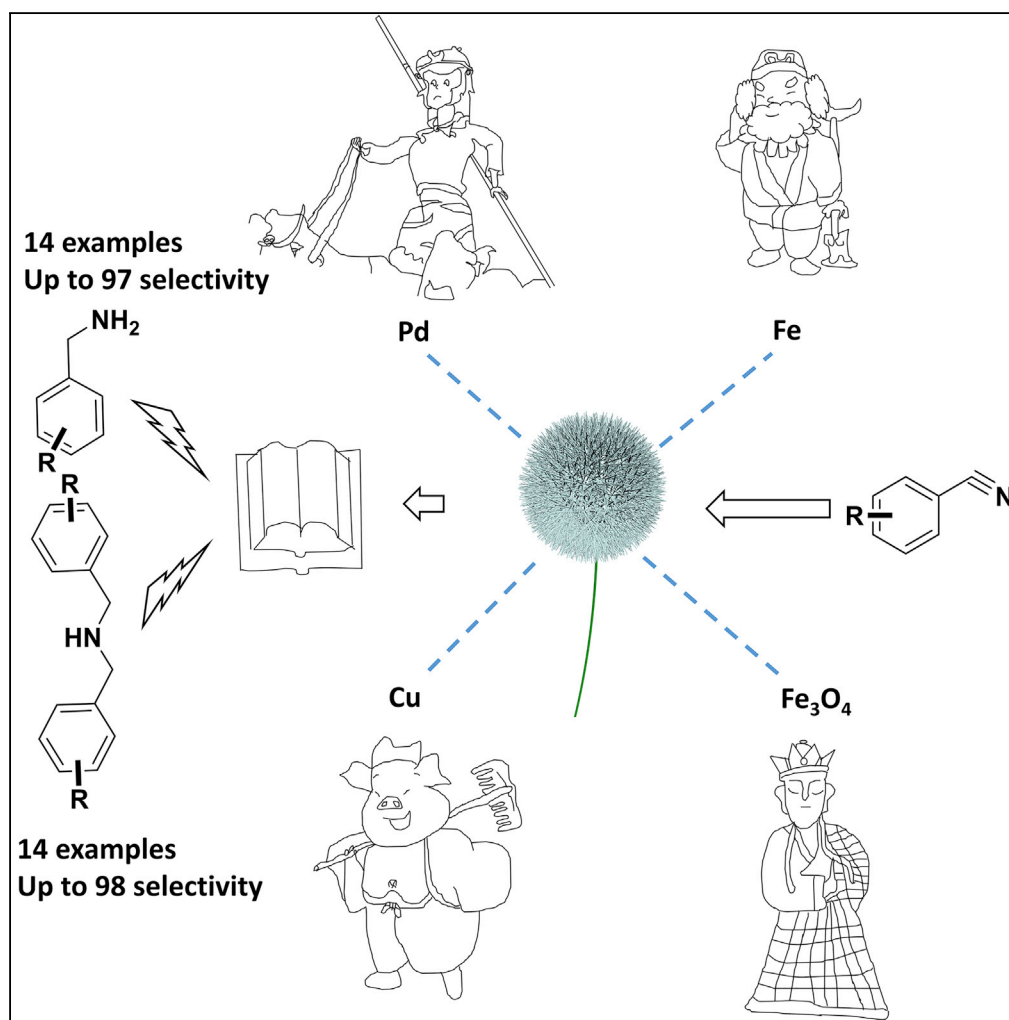 14 examples
Up to 97 selectivity
NH₂
R
Pd
Fe
R
HN
R
R
N
Cu
Fe₃O₄
14 examples
Up to 98 selectivity